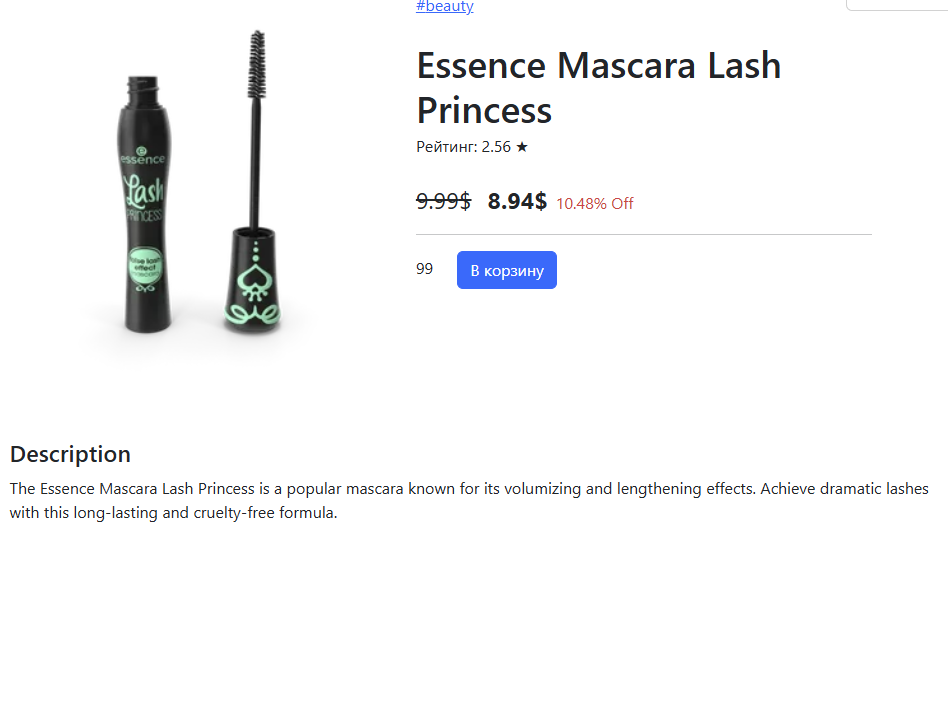 #beauty
Essence Mascara Lash
Princess
Рейтинг: 2.56 ★
9.99$ 8.94$ 10.48% Off
99 В корзину
essence
Lash
PRINCESS
false lash
effect
Description
The Essence Mascara Lash Princess is a popular mascara known for its volumizing and lengthening effects. Achieve dramatic lashes
with this long-lasting and cruelty-free formula.